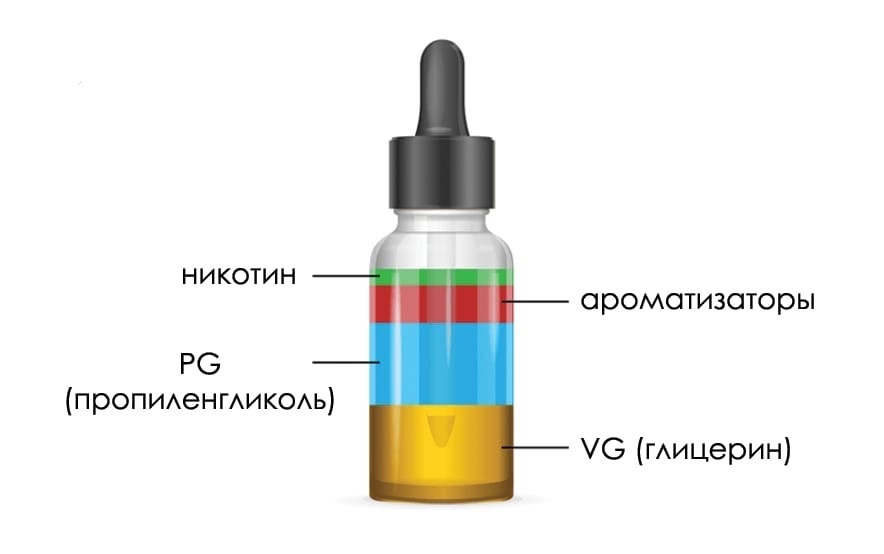 никотин
ароматизаторы
PG
(пропиленгликоль)
VG (глицерин)